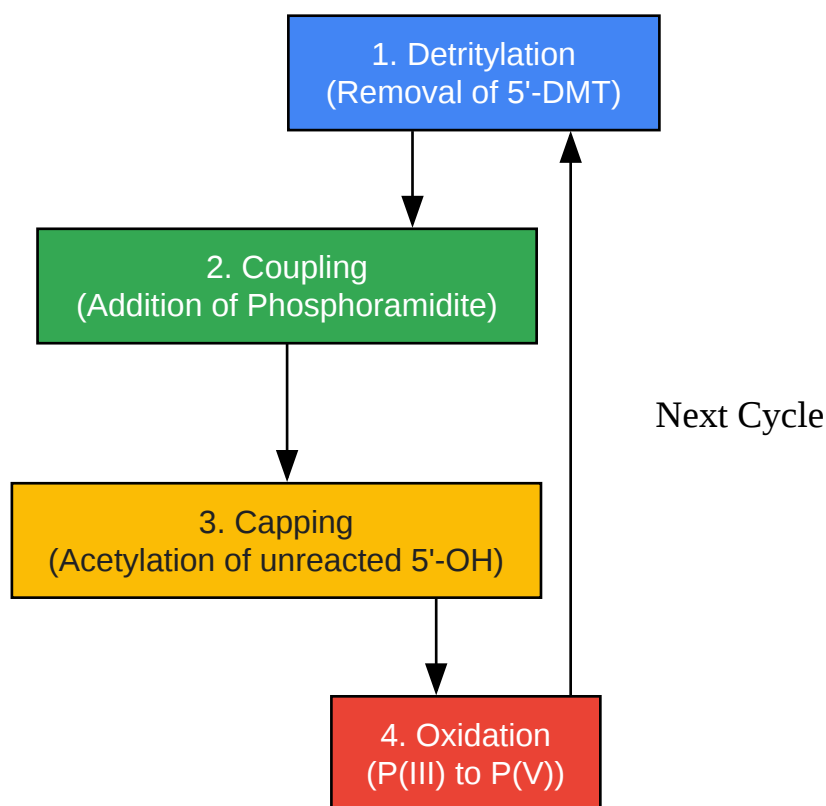 1. Detritylation
(Removal of 5'-DMT)
2. Coupling
(Addition of Phosphoramidite)
Next Cycle
3. Capping
(Acetylation of unreacted 5'-OH)
4. Oxidation
(P(III) to P(V))